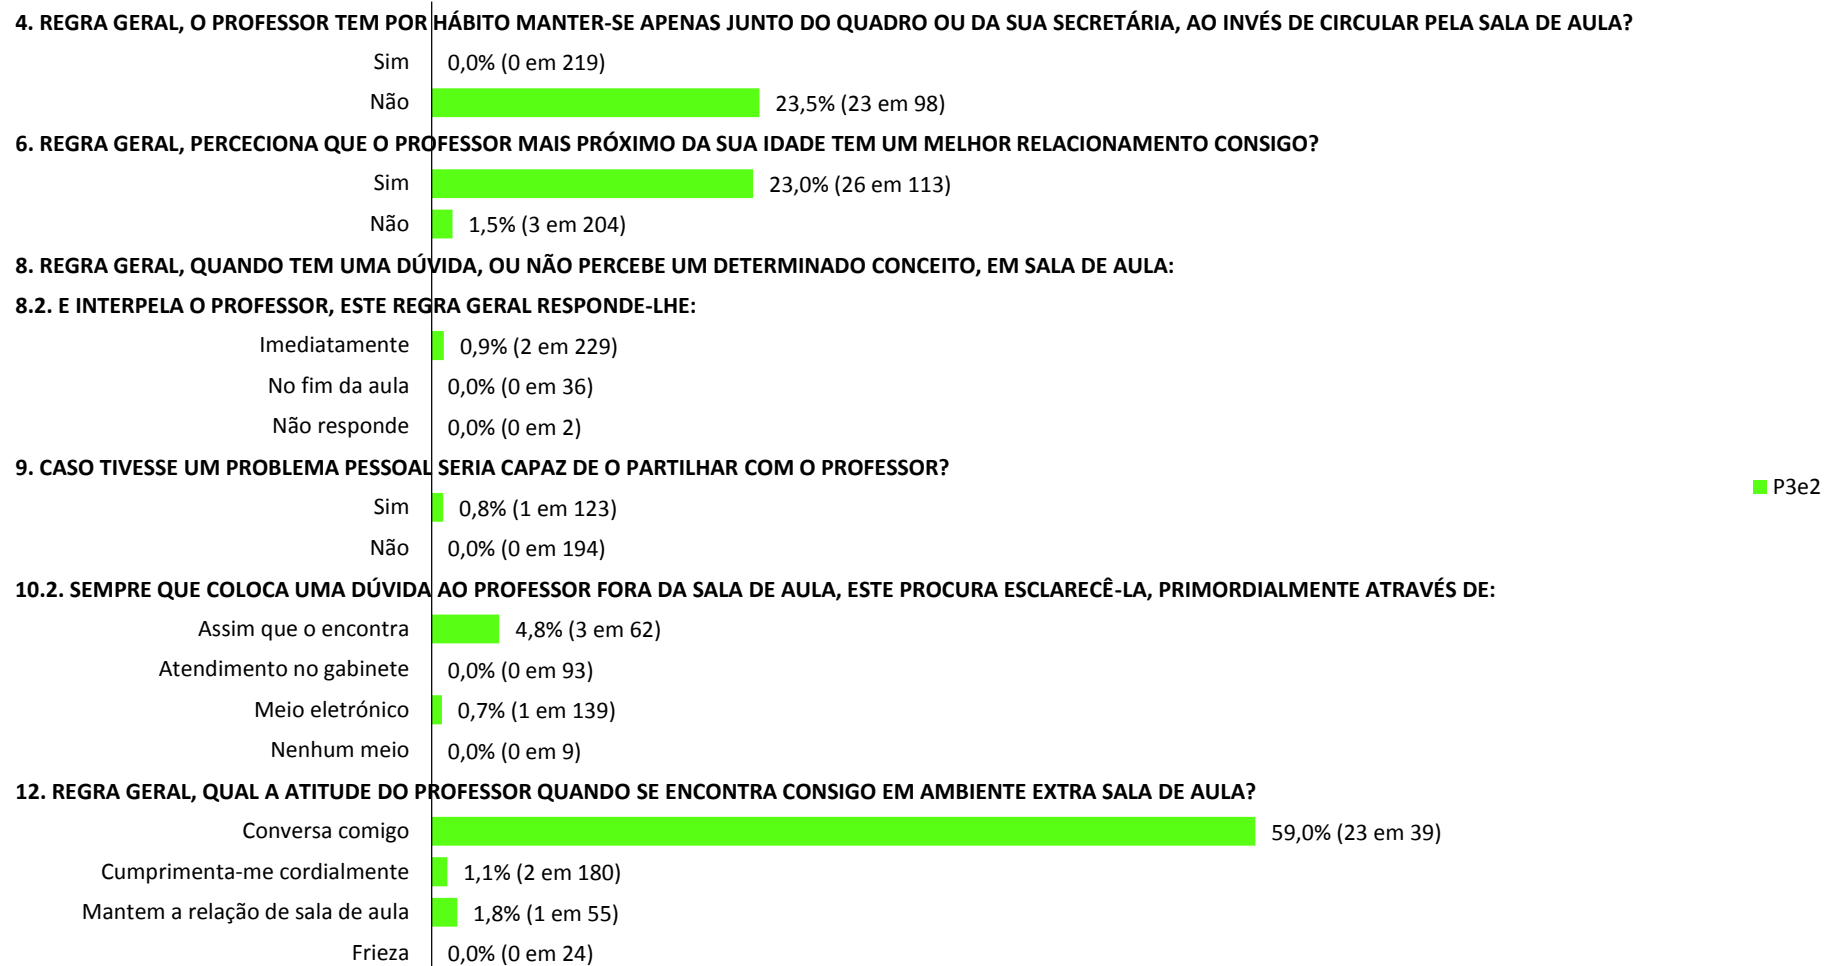 4. REGRA GERAL, O PROFESSOR TEM POR HÁBITO MANTER-SE APENAS JUNTO DO QUADRO OU DA SUA SECRETÁRIA, AO INVÉS DE CIRCULAR PELA SALA DE AULA?
Sim 0,0% (0 em 219)
Não 23,5% (23 em 98)
6. REGRA GERAL, PERCECIONA QUE O PROFESSOR MAIS PRÓXIMO DA SUA IDADE TEM UM MELHOR RELACIONAMENTO CONSIGO?
Sim 23,0% (26 em 113)
Não 1,5% (3 em 204)
8. REGRA GERAL, QUANDO TEM UMA DÚVIDA, OU NÃO PERCEBE UM DETERMINADO CONCEITO, EM SALA DE AULA:
8.2. E INTERPELA O PROFESSOR, ESTE REGRA GERAL RESPONDE-LHE:
Imediatamente 0,9% (2 em 229)
No fim da aula 0,0% (0 em 36)
Não responde 0,0% (0 em 2)
9. CASO TIVESSE UM PROBLEMA PESSOAL SERIA CAPAZ DE O PARTILHAR COM O PROFESSOR?
P3e2
Sim 0,8% (1 em 123)
Não 0,0% (0 em 194)
10.2. SEMPRE QUE COLOCA UMA DÚVIDA AO PROFESSOR FORA DA SALA DE AULA, ESTE PROCURA ESCLARECÊ-LA, PRIMORDIALMENTE ATRAVÉS DE:
Assim que o encontra 4,8% (3 em 62)
Atendimento no gabinete 0,0% (0 em 93)
Meio eletrónico 0,7% (1 em 139)
Nenhum meio 0,0% (0 em 9)
12. REGRA GERAL, QUAL A ATITUDE DO PROFESSOR QUANDO SE ENCONTRA CONSIGO EM AMBIENTE EXTRA SALA DE AULA?
Conversa comigo 59,0% (23 em 39)
Cumprimenta-me cordialmente 1,1% (2 em 180)
Mantem a relação de sala de aula 1,8% (1 em 55)
Frieza 0,0% (0 em 24)